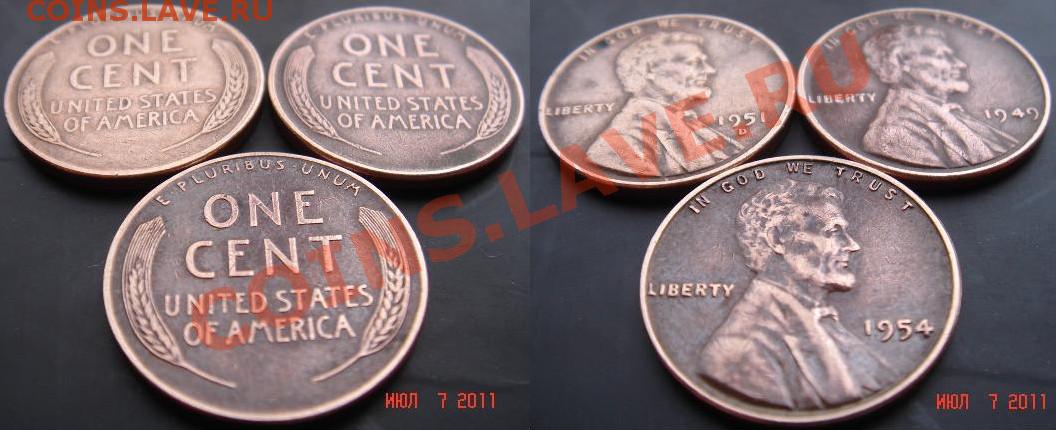 COINS.LAVE.RU
E PLURIBUS UNUM
ONE
CENT
UNITED STATES
OF AMERICA
E PLURIBUS UNUM
ONE
CENT
UNITED STATES
OF AMERICA
E·PLURIBUS·UNUM
ONE
CENT
UNITED STATES
OF AMERICA
ИЮЛ 7 2011
IN GOD WE TRUST
LIBERTY
1951
D
IN GOD WE TRUST
LIBERTY
1949
IN GOD WE TRUST
LIBERTY
1954
ИЮЛ 7 2011
COINS.LAVE.RU